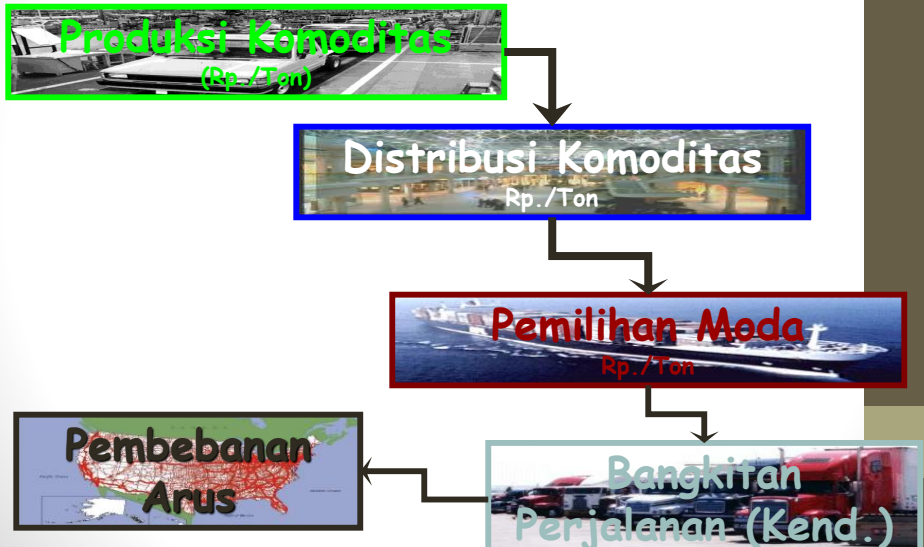 Produksi Komoditas
(Rp./Ton)
Distribusi Komoditas
Rp./Ton
Pemilihan Moda
Rp./Ton
Bangkitan
Perjalanan (Kend.)
Pembebanan
Arus